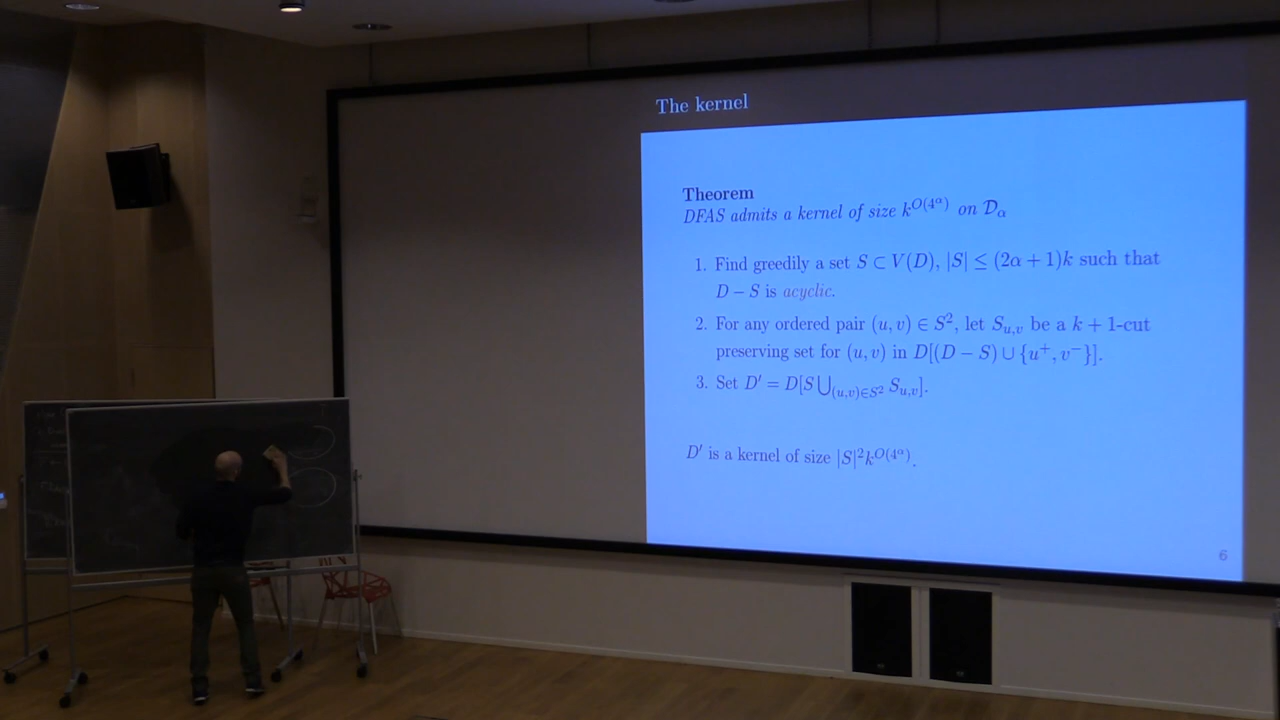 The kernel
Theorem
DFAS admits a kernel of size k^{O(4^α)} on 𝒟_α
1. Find greedily a set S ⊂ V(D), |S| ≤ (2α + 1)k such that
D − S is acyclic.
2. For any ordered pair (u, v) ∈ S², let S_{u,v} be a k + 1-cut
preserving set for (u, v) in D[(D − S) ∪ {u⁺, v⁻}].
3. Set D′ = D[S ⋃_{(u,v)∈S²} S_{u,v}].
D′ is a kernel of size |S|²k^{O(4^α)}.
6